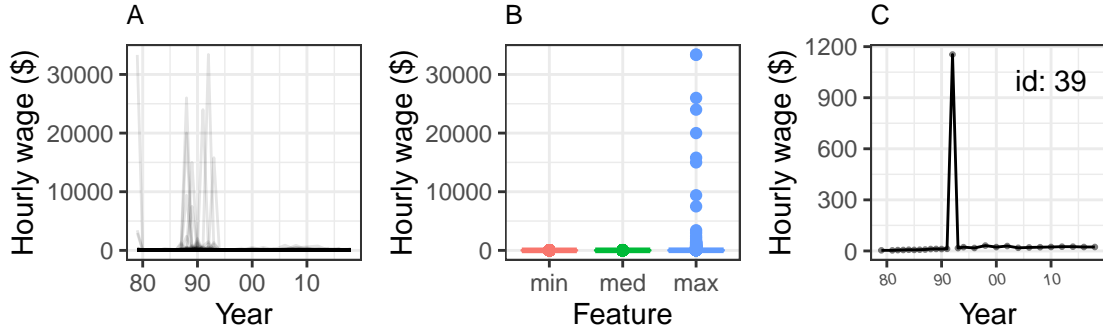 A
Hourly wage ($)
30000
20000
10000
0
80 90 00 10
Year
B
Hourly wage ($)
30000
20000
10000
0
min med max
Feature
C
Hourly wage ($)
1200
900
600
300
0
id: 39
80 90 00 10
Year